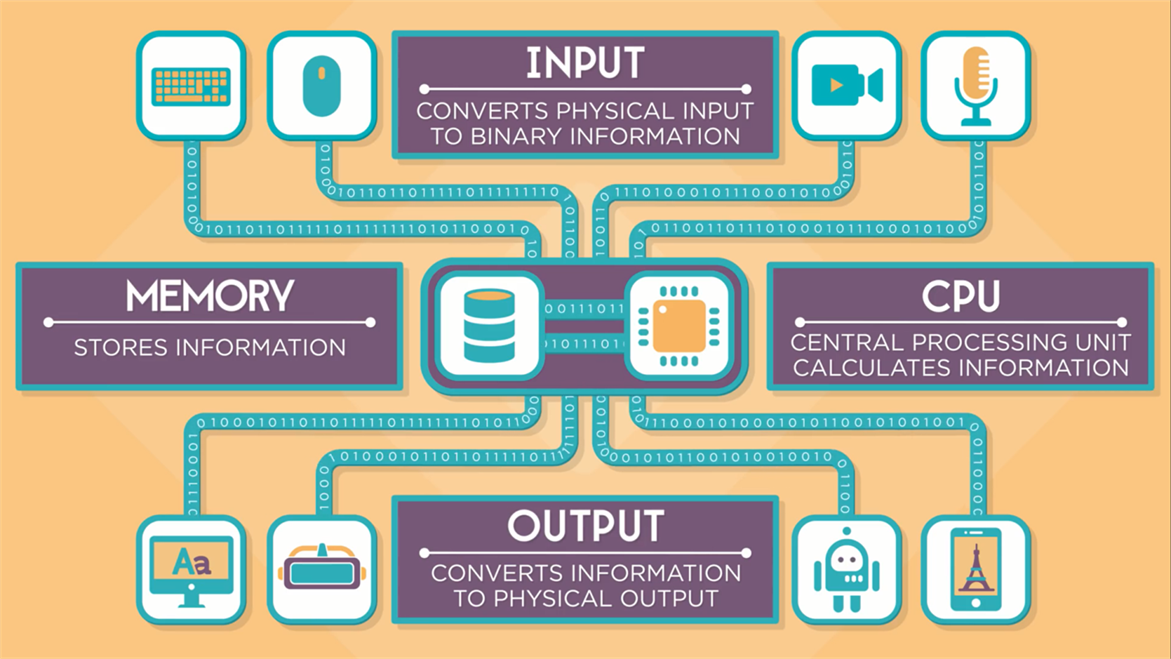 INPUT
CONVERTS PHYSICAL INPUT
TO BINARY INFORMATION
MEMORY
STORES INFORMATION
CPU
CENTRAL PROCESSING UNIT
CALCULATES INFORMATION
Aa
OUTPUT
CONVERTS INFORMATION
TO PHYSICAL OUTPUT